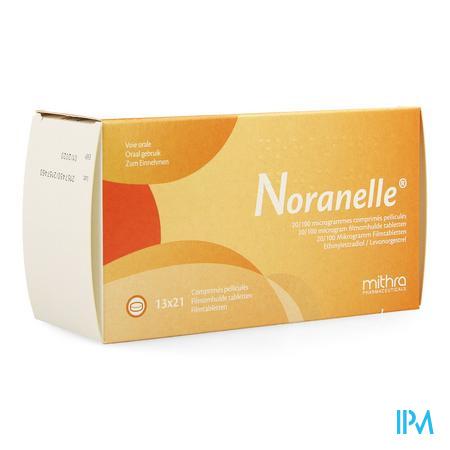 Voie orale
Oraal gebruik
Zum Einnehmen
Noranelle®
20/100 microgrammes comprimés pelliculés
20/100 microgram filmomhulde tabletten
20/100 Mikrogramm Filmtabletten
Ethinylestradiol / Levonorgestrel
13x21
Comprimés pelliculés
Filmomhulde tabletten
Filmtabletten
mithra
PHARMACEUTICALS
EXP
IPM